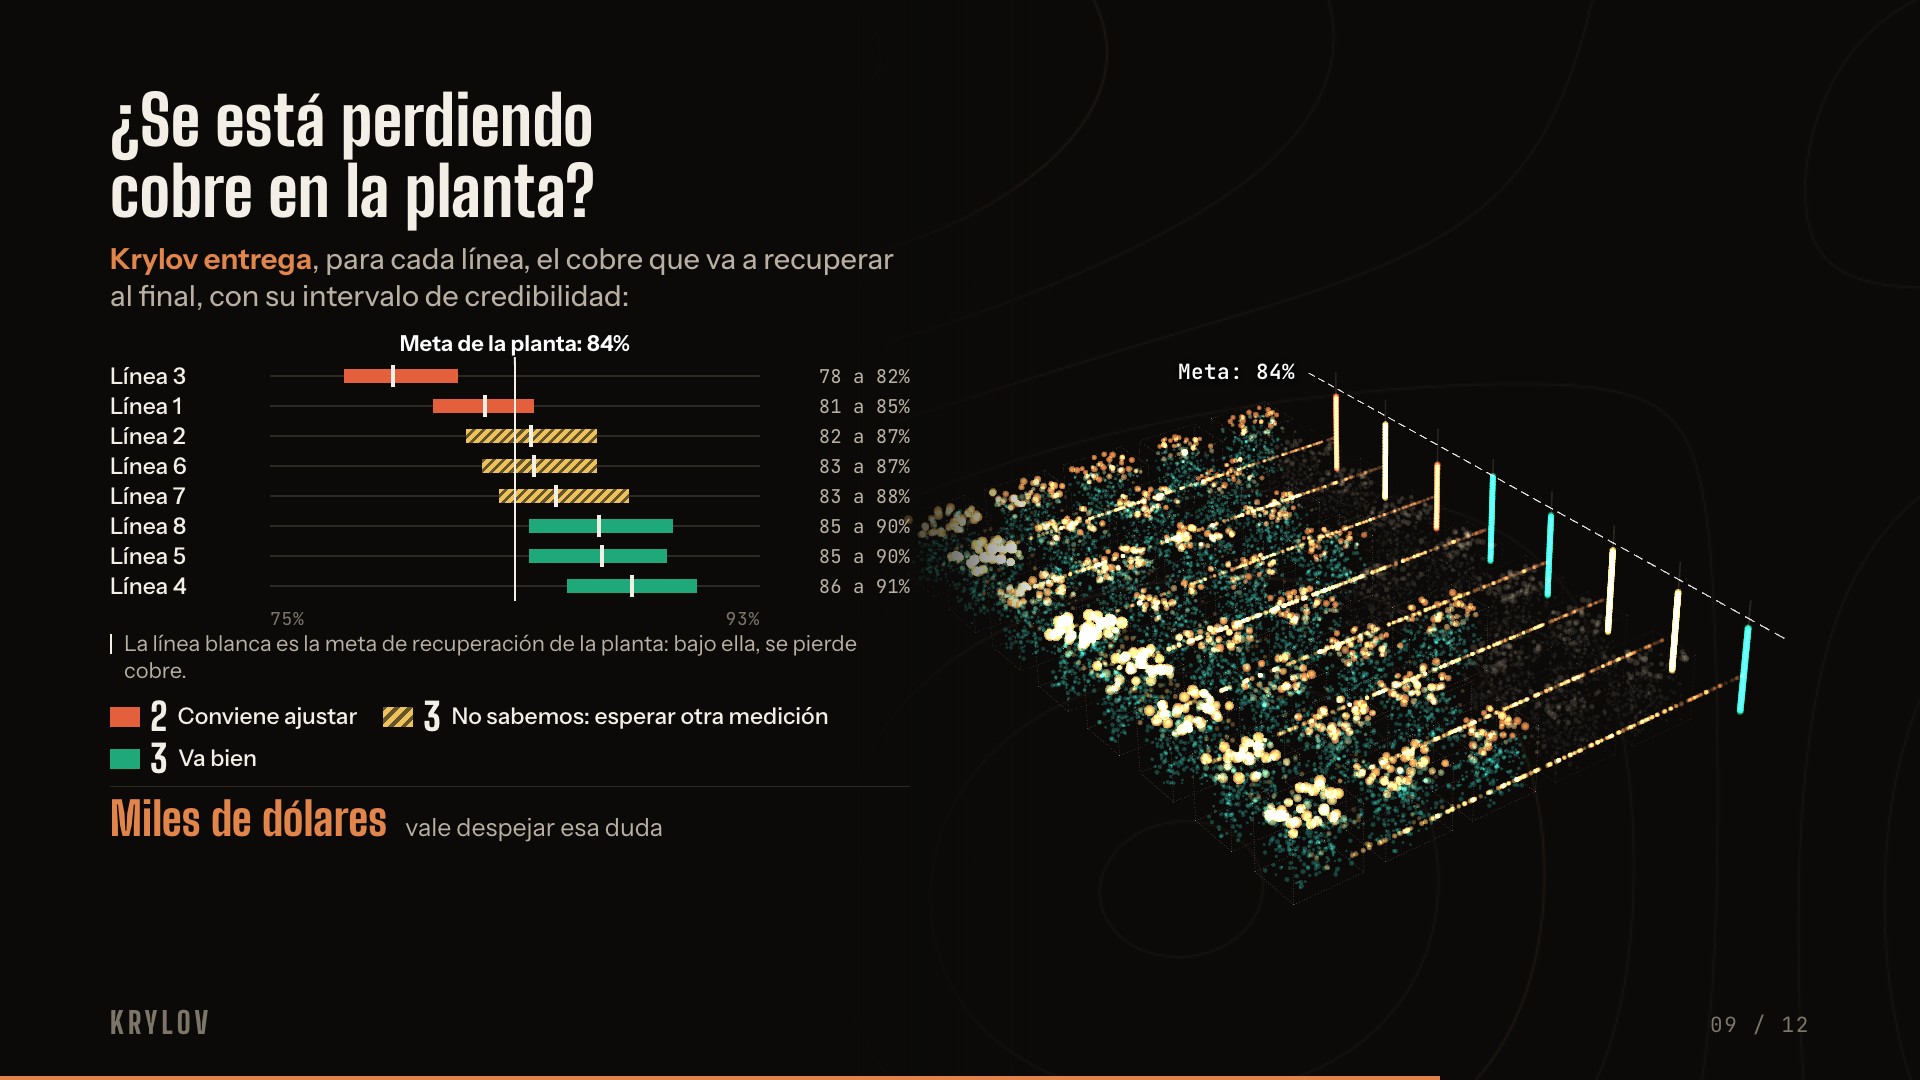 ¿Se está perdiendo
cobre en la planta?
Krylov entrega, para cada línea, el cobre que va a recuperar
al final, con su intervalo de credibilidad:
Meta de la planta: 84%
Línea 3 78 a 82%
Línea 1 81 a 85%
Línea 2 82 a 87%
Línea 6 83 a 87%
Línea 7 83 a 88%
Línea 8 85 a 90%
Línea 5 85 a 90%
Línea 4 86 a 91%
75% 93%
La línea blanca es la meta de recuperación de la planta: bajo ella, se pierde
cobre.
2 Conviene ajustar 3 No sabemos: esperar otra medición
3 Va bien
Miles de dólares vale despejar esa duda
Meta: 84%
KRYLOV
09 / 12